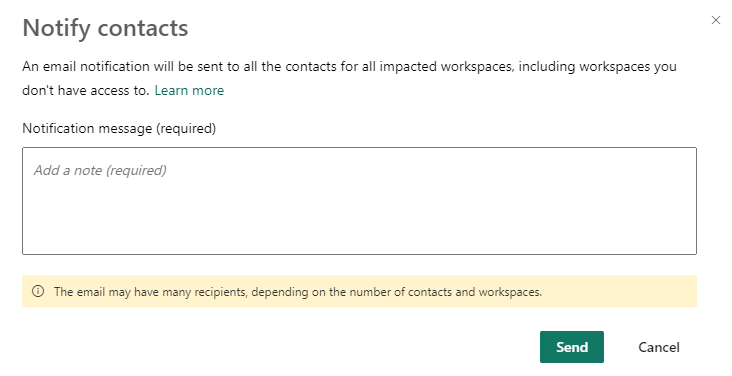 Notify contacts
An email notification will be sent to all the contacts for all impacted workspaces, including workspaces you
don't have access to. Learn more
Notification message (required)
Add a note (required)
The email may have many recipients, depending on the number of contacts and workspaces.
Send Cancel